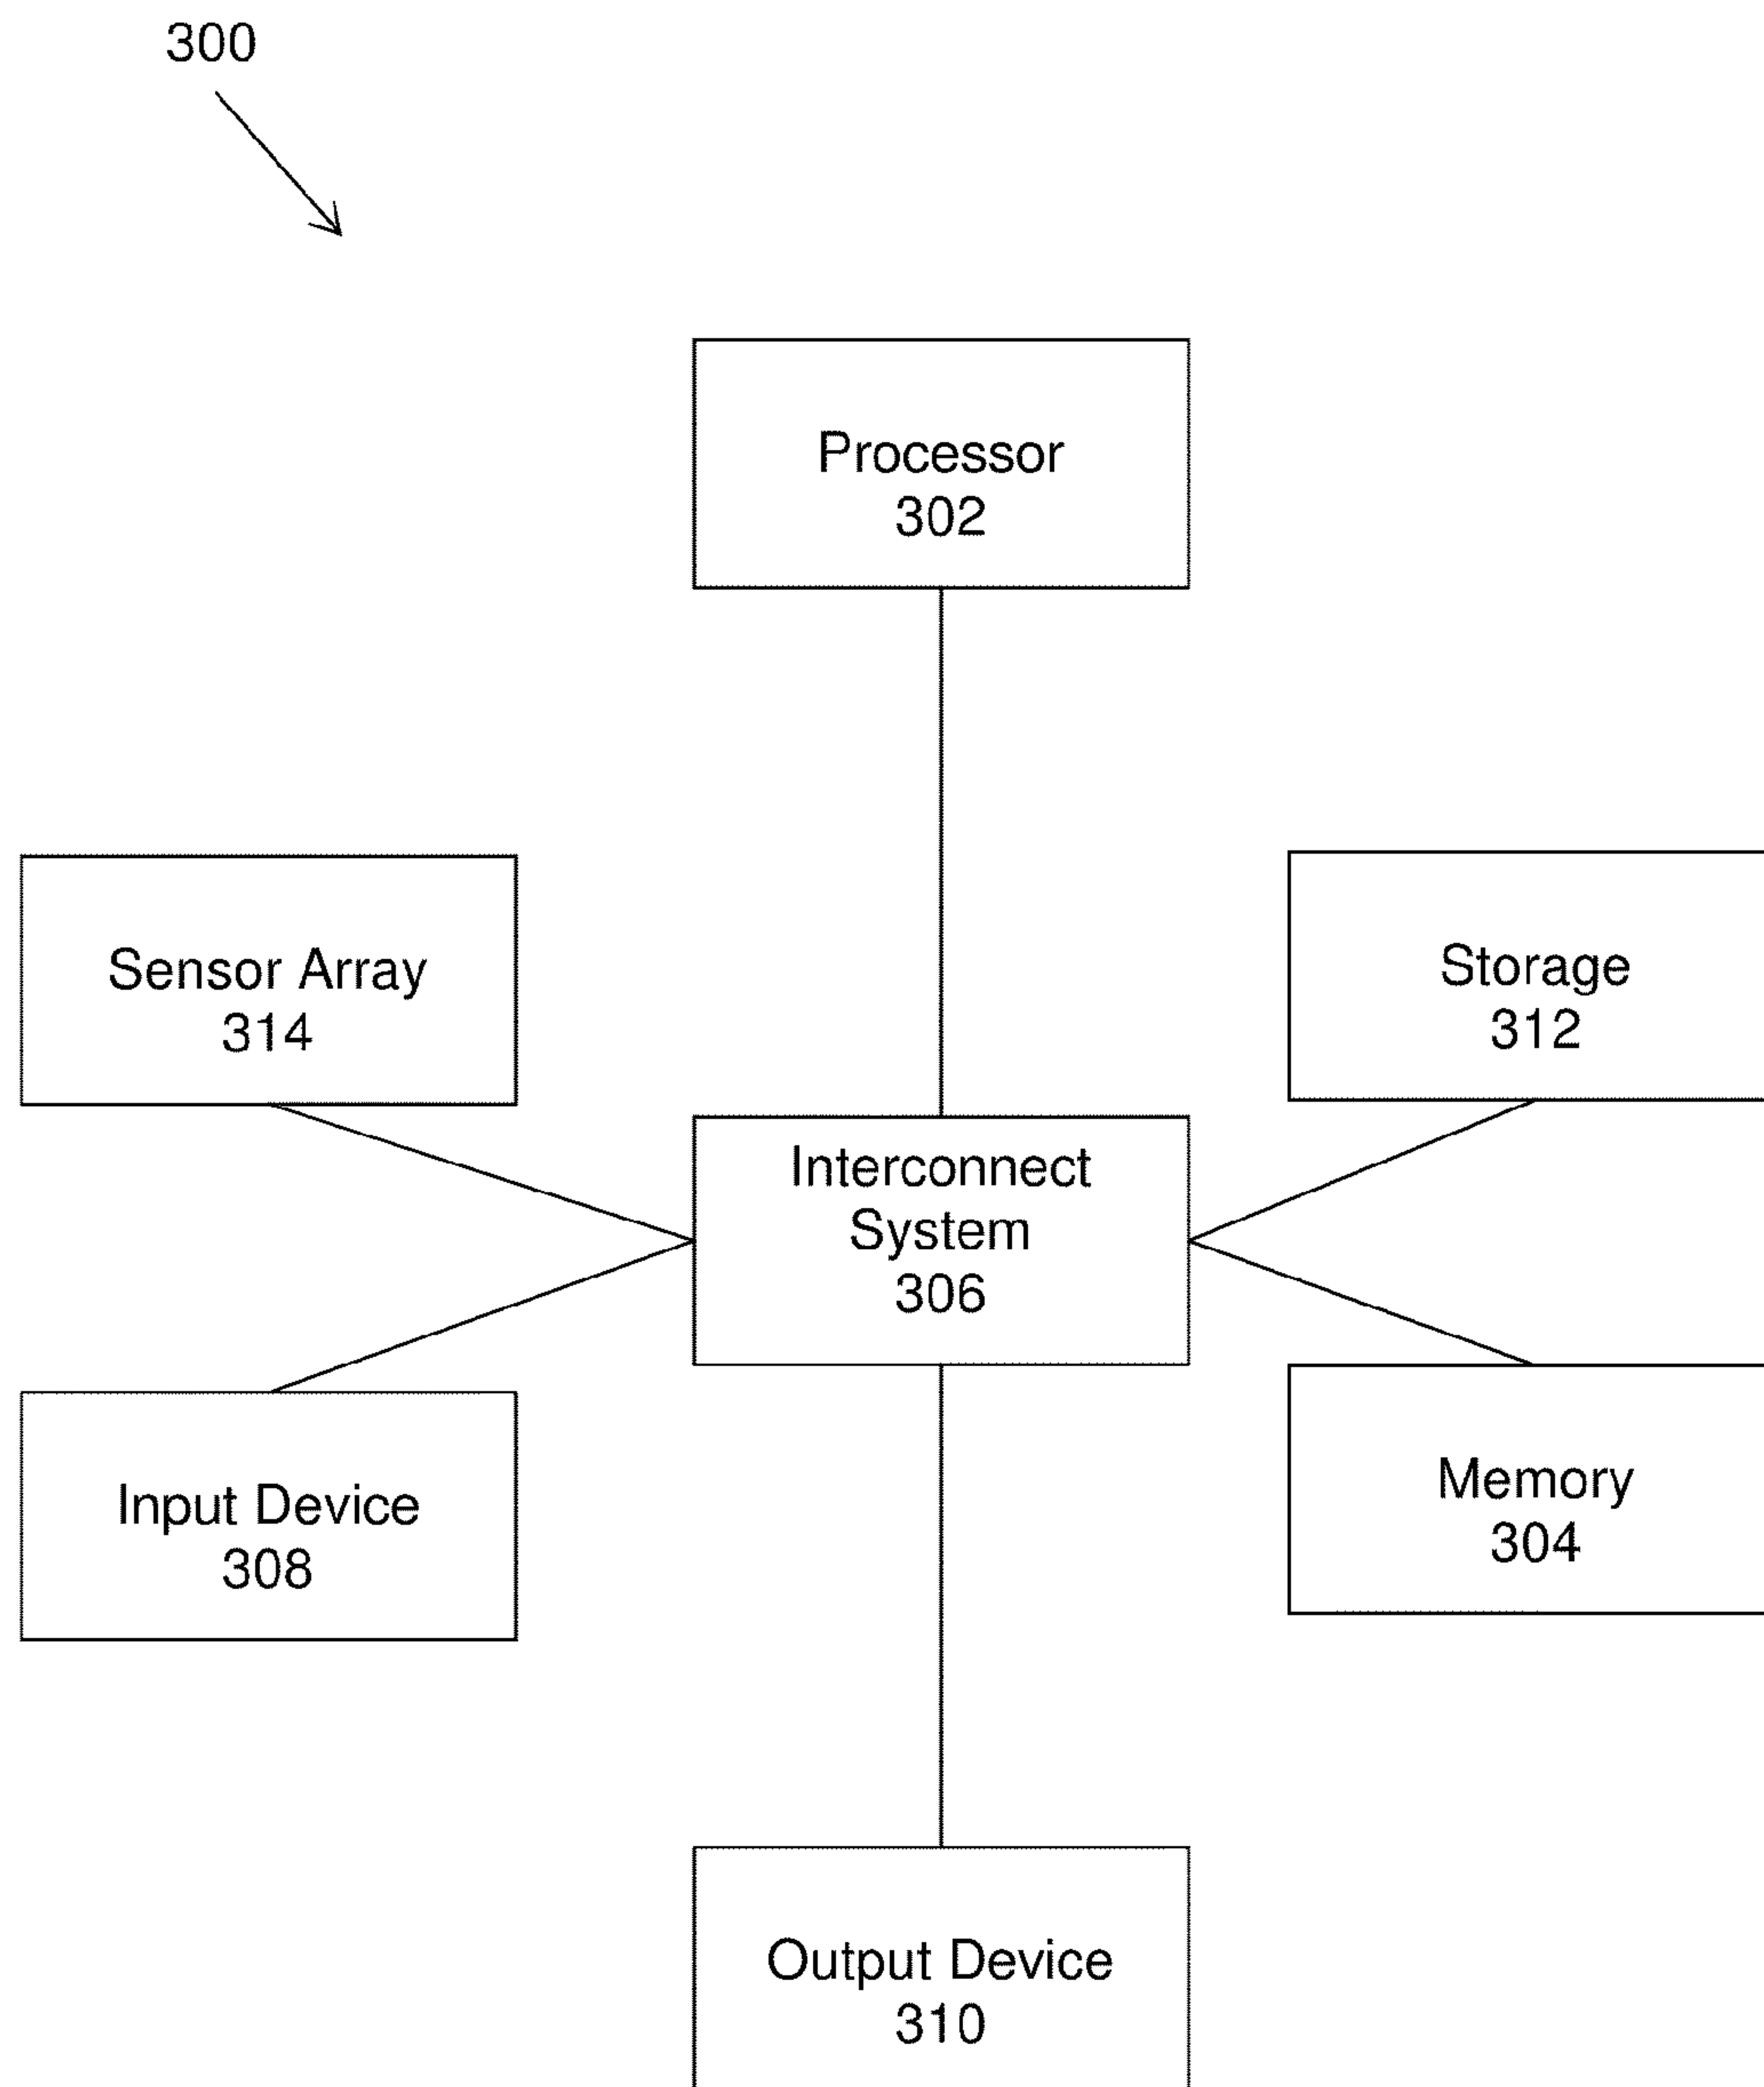 300
Processor
302
Sensor Array
314
Storage
312
Interconnect
System
306
Input Device
308
Memory
304
Output Device
310